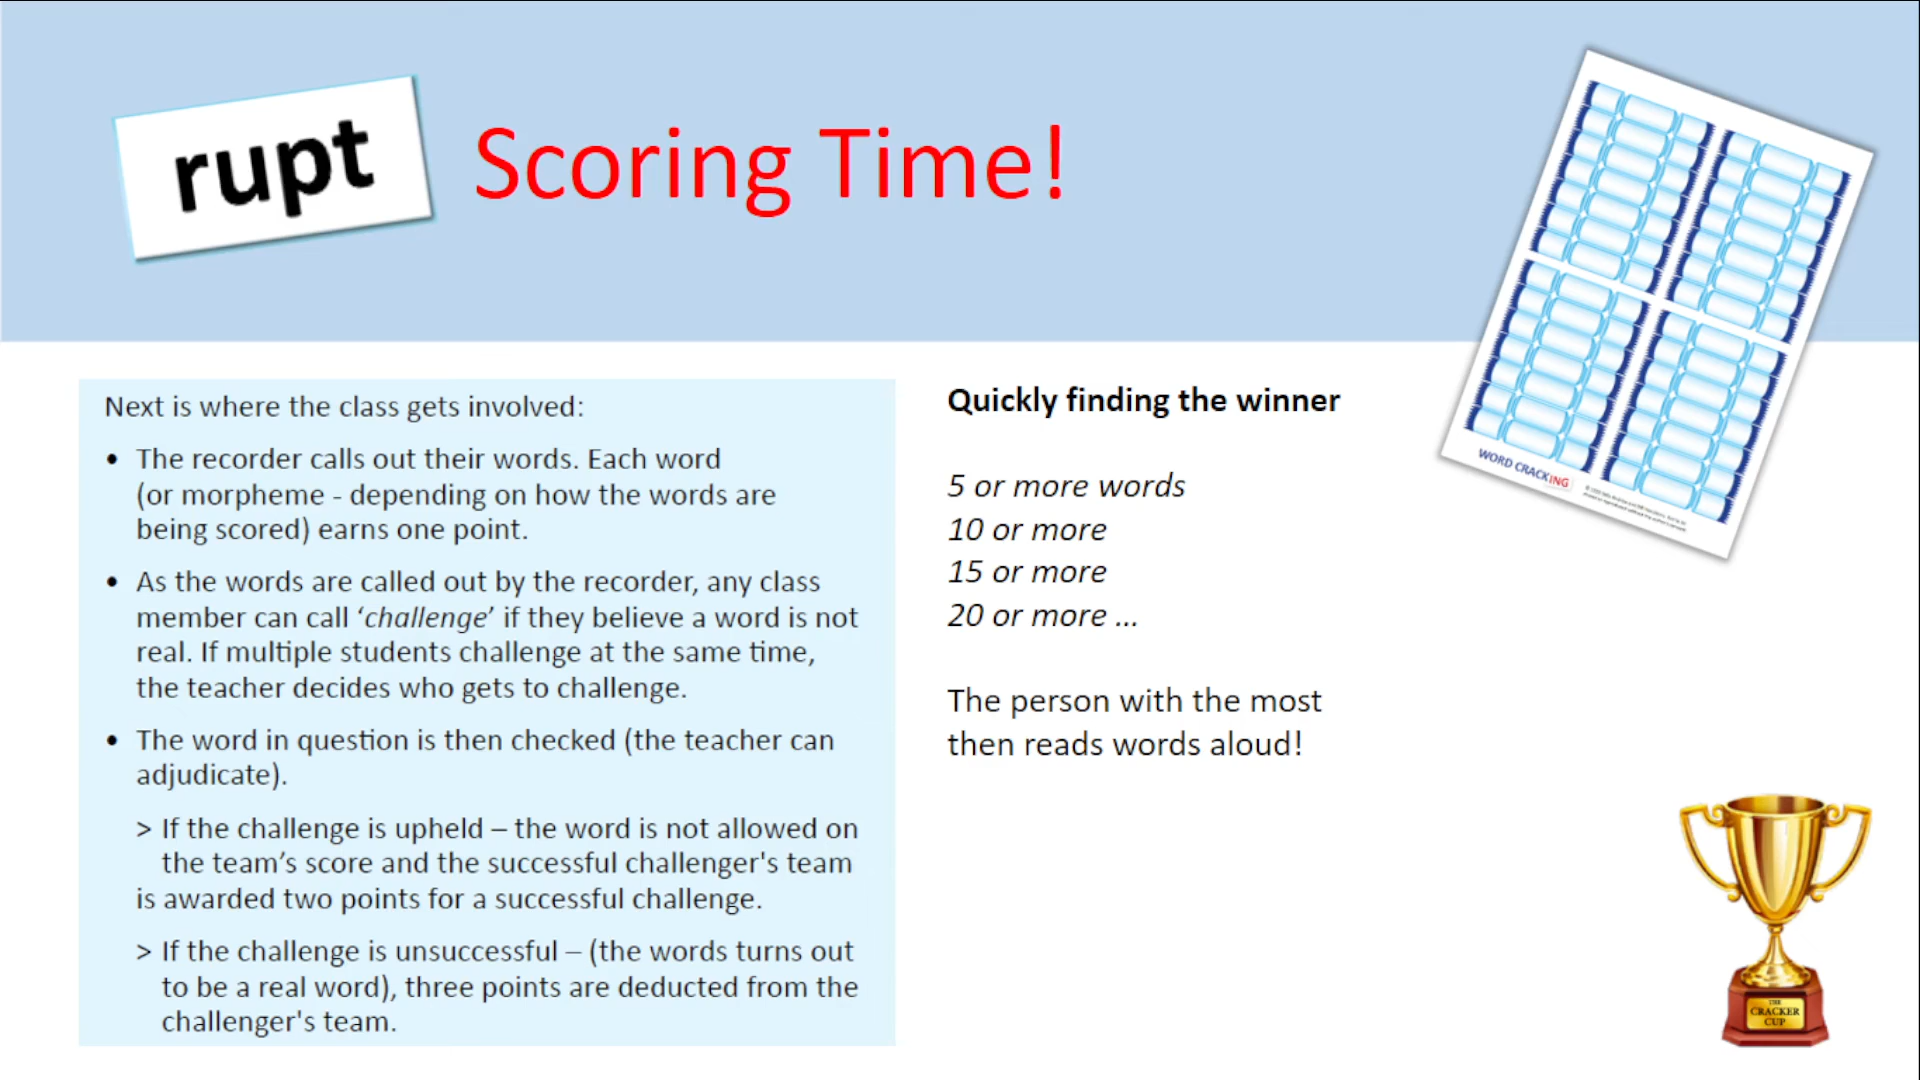 rupt
Scoring Time!
Next is where the class gets involved:
• The recorder calls out their words. Each word
(or morpheme - depending on how the words are
being scored) earns one point.
• As the words are called out by the recorder, any class
member can call ‘challenge’ if they believe a word is not
real. If multiple students challenge at the same time,
the teacher decides who gets to challenge.
• The word in question is then checked (the teacher can
adjudicate).
> If the challenge is upheld – the word is not allowed on
the team’s score and the successful challenger's team
is awarded two points for a successful challenge.
> If the challenge is unsuccessful – (the words turns out
to be a real word), three points are deducted from the
challenger's team.
Quickly finding the winner
5 or more words
10 or more
15 or more
20 or more ...
The person with the most
then reads words aloud!
WORD CRACKING
THE
CRACKER
CUP